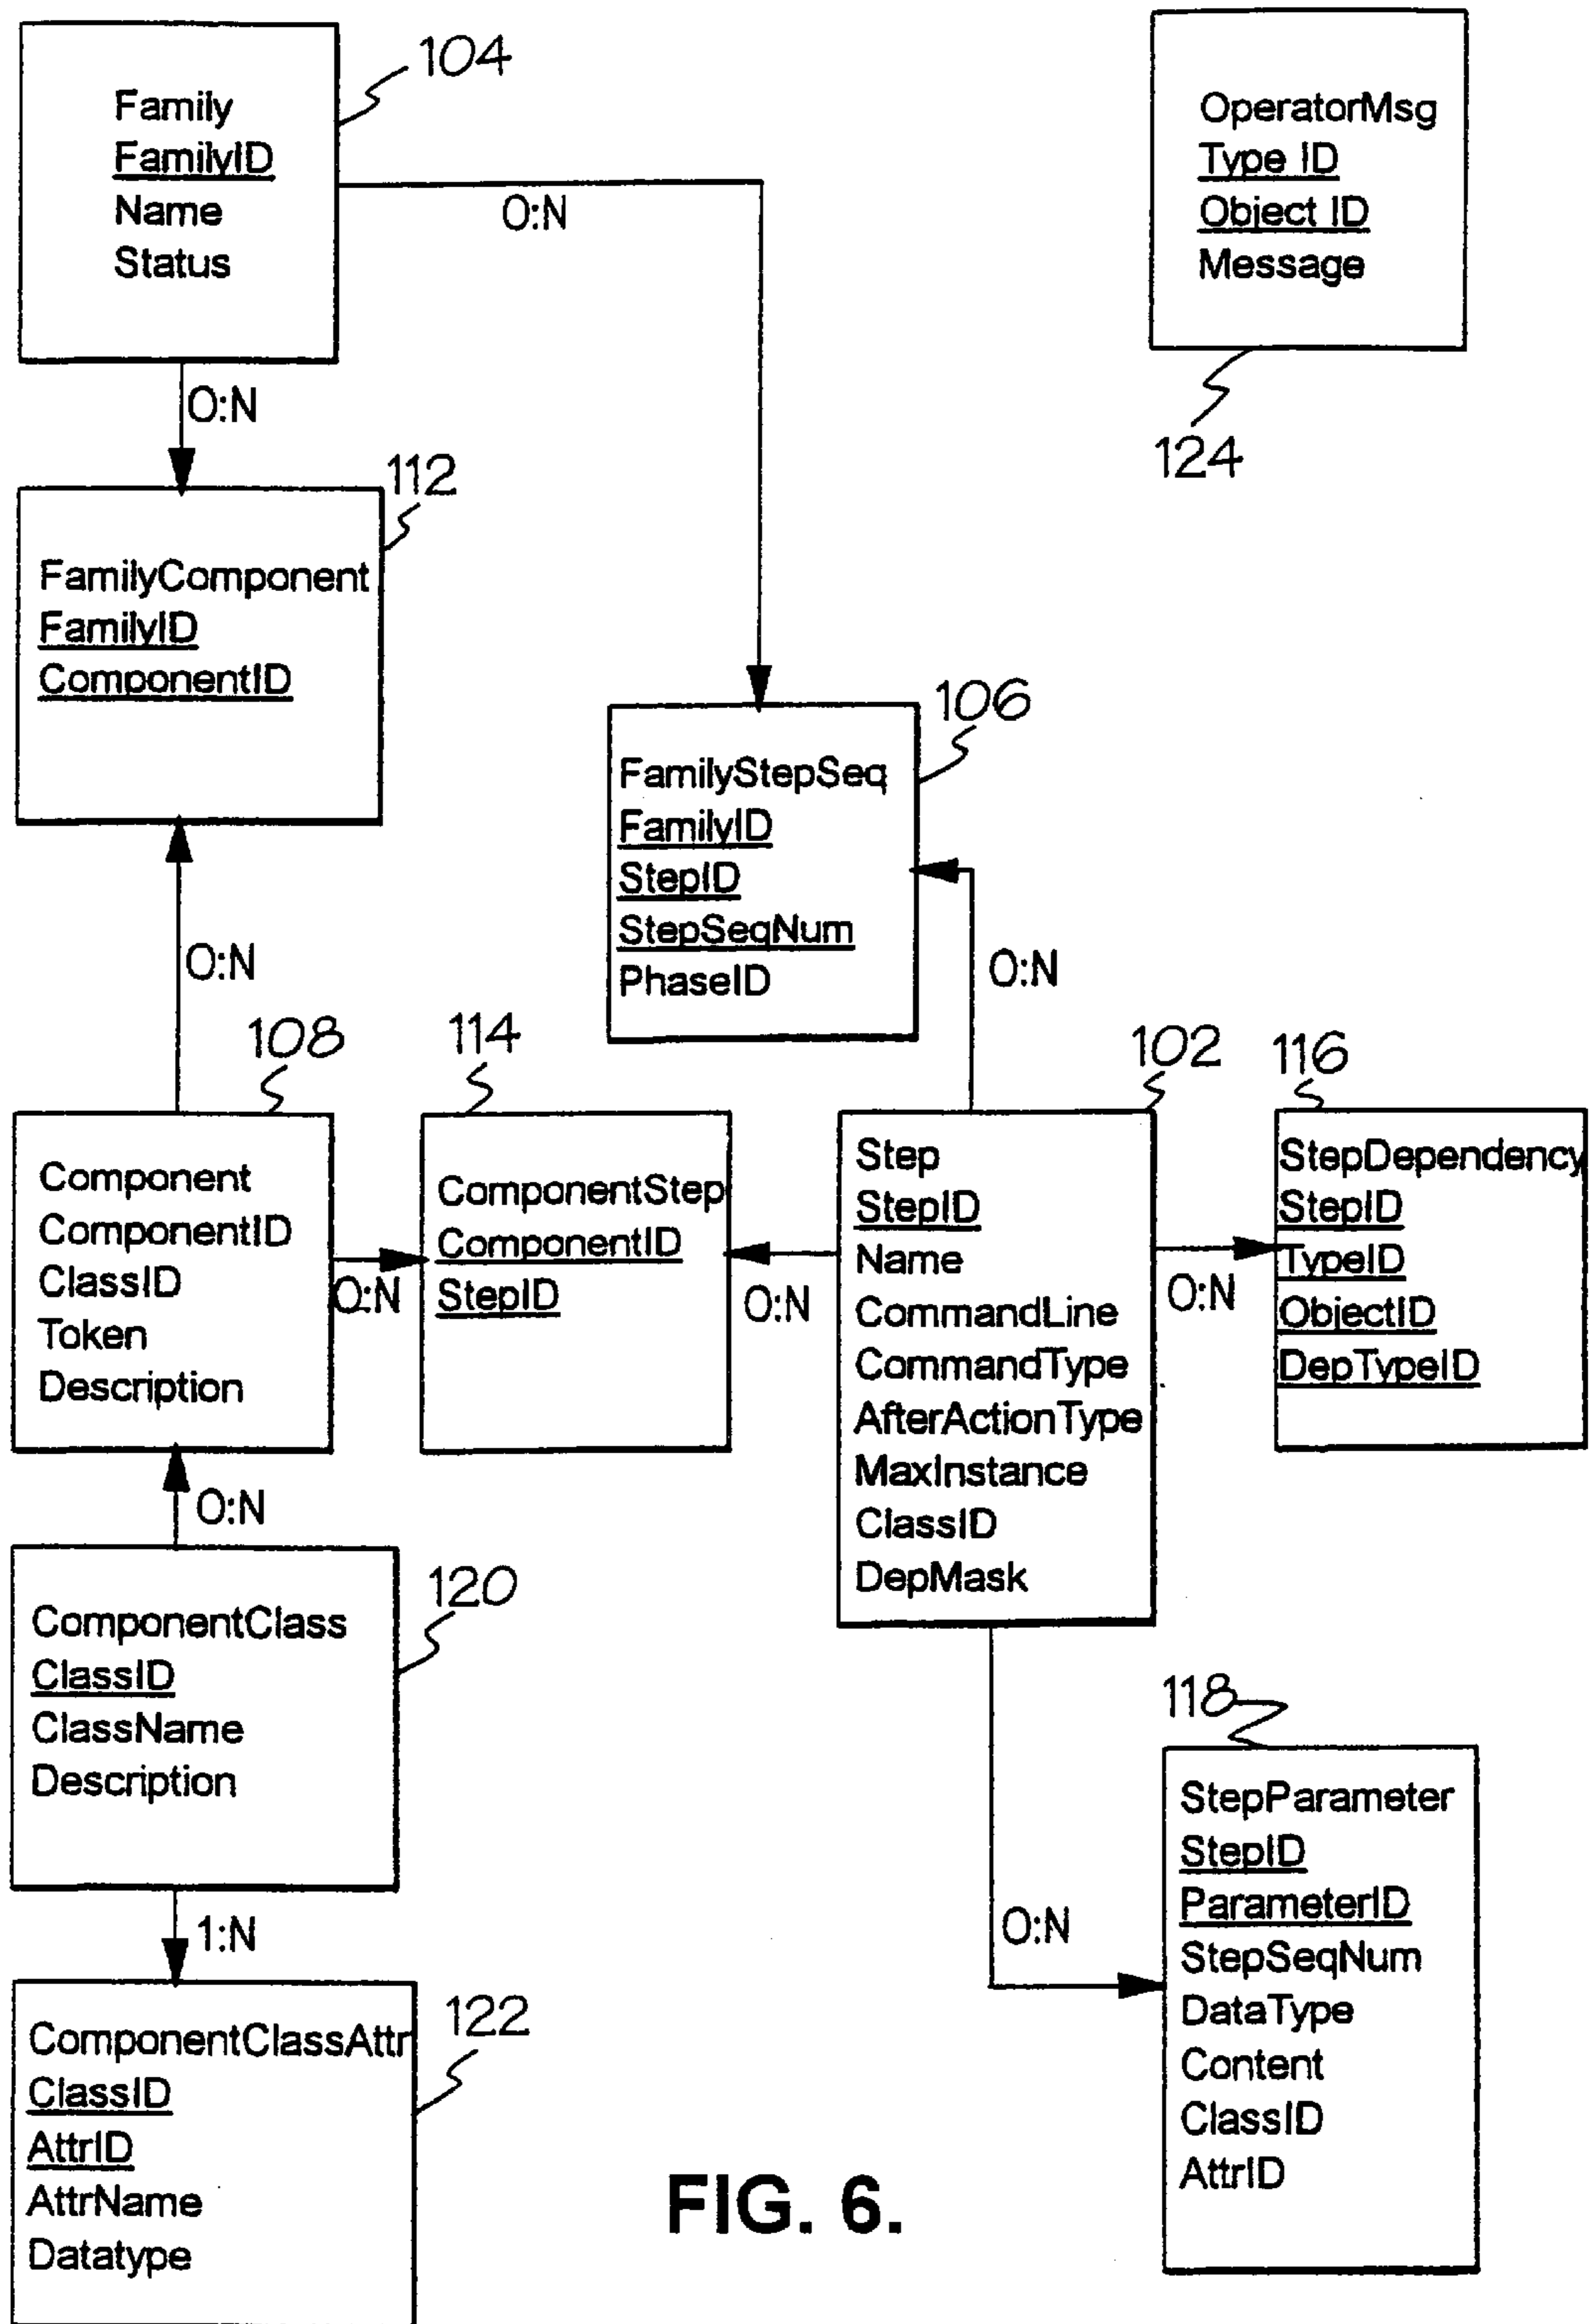 104
Family
FamilyID
Name
Status
0:N
0:N
OperatorMsg
Type ID
Object ID
Message
124
112
FamilyComponent
FamilyID
ComponentID
0:N
106
FamilyStepSeq
FamilyID
StepID
StepSeqNum
PhaseID
0:N
108
Component
ComponentID
ClassID
Token
Description
0:N
114
ComponentStep
ComponentID
StepID
0:N
102
Step
StepID
Name
CommandLine
CommandType
AfterActionType
MaxInstance
ClassID
DepMask
0:N
116
StepDependency
StepID
TypeID
ObjectID
DepTypeID
0:N
120
ComponentClass
ClassID
ClassName
Description
1:N
122
ComponentClassAttr
ClassID
AttrID
AttrName
Datatype
0:N
118
StepParameter
StepID
ParameterID
StepSeqNum
DataType
Content
ClassID
AttrID
FIG. 6.